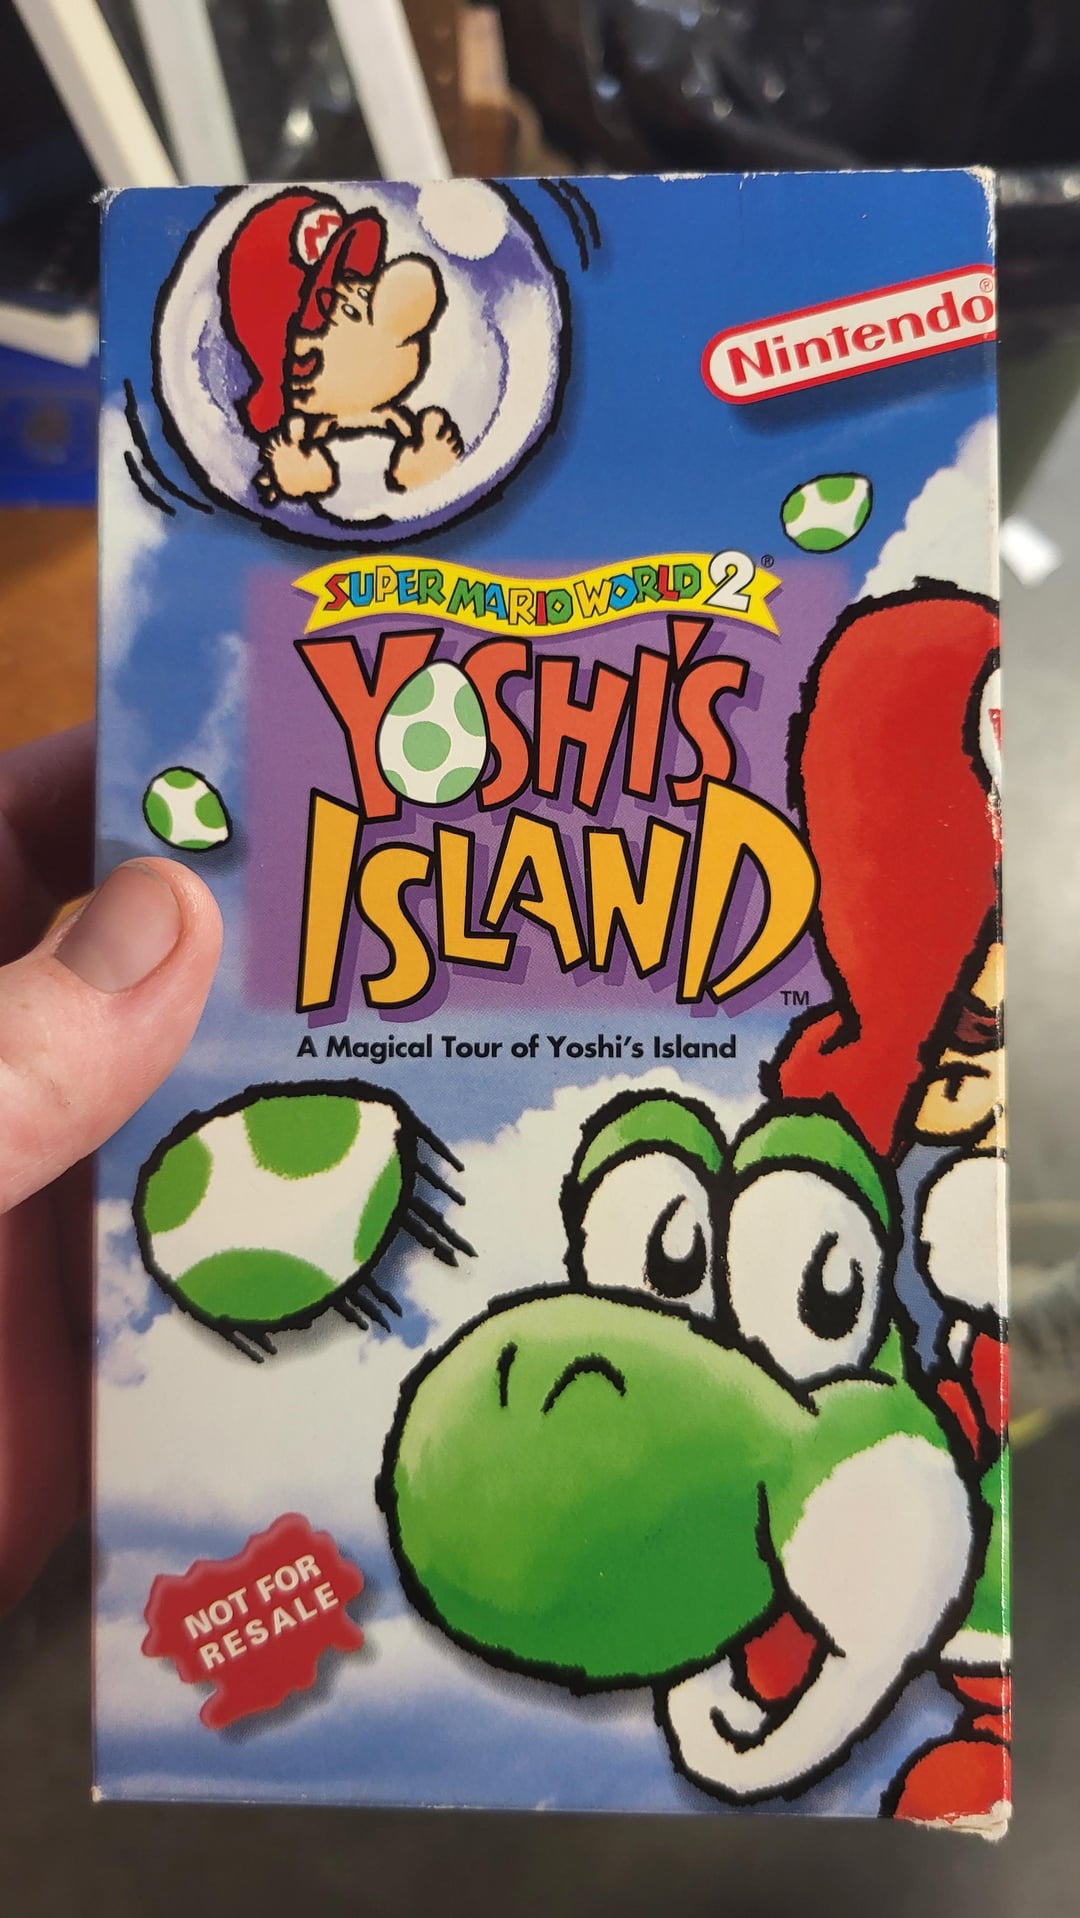 M
Nintendo®
SUPER MARIO WORLD 2®
YOSHI'S
ISLAND
TM
A Magical Tour of Yoshi's Island
NOT FOR
RESALE